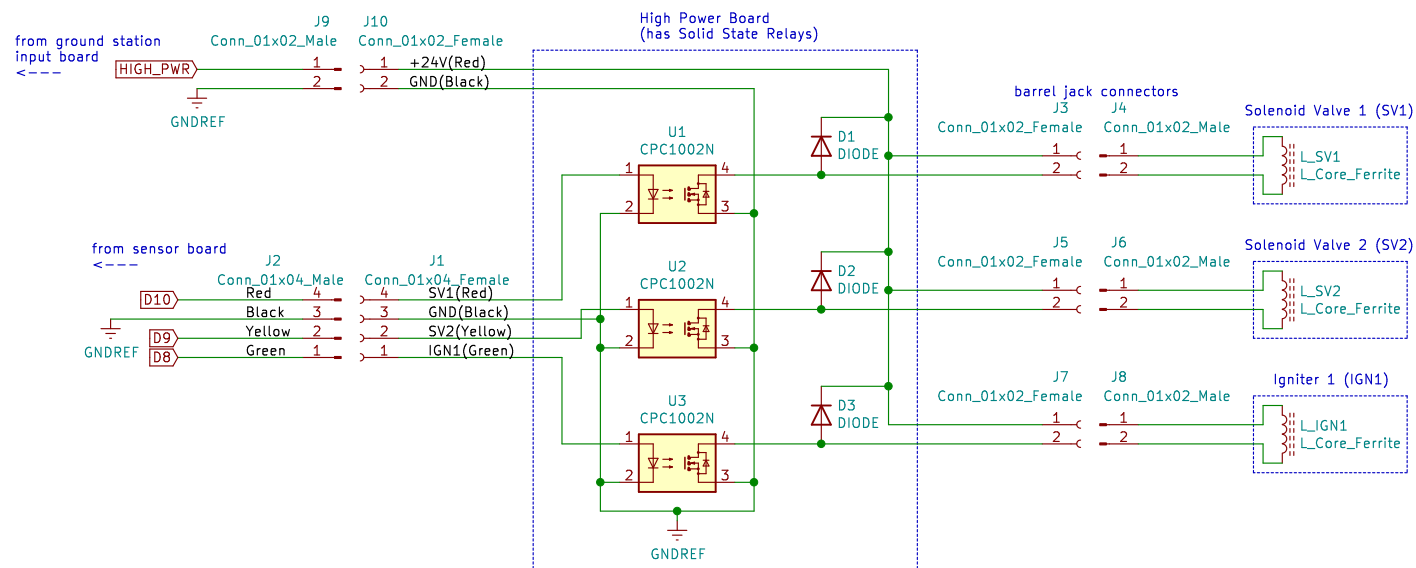 High Power Board
(has Solid State Relays)
from ground station
input board
<---
HIGH_PWR
GNDREF
J9
Conn_01x02_Male
1
2
J10
Conn_01x02_Female
1
2
+24V(Red)
GND(Black)
from sensor board
<---
D10
GNDREF
D9
D8
J2
Conn_01x04_Male
Red
Black
Yellow
Green
4
3
2
1
J1
Conn_01x04_Female
4
3
2
1
SV1(Red)
GND(Black)
SV2(Yellow)
IGN1(Green)
U1
CPC1002N
1
2
4
3
U2
CPC1002N
1
2
4
3
U3
CPC1002N
1
2
4
3
GNDREF
D1
DIODE
D2
DIODE
D3
DIODE
barrel jack connectors
J3
Conn_01x02_Female
1
2
J4
Conn_01x02_Male
1
2
Solenoid Valve 1 (SV1)
L_SV1
L_Core_Ferrite
J5
Conn_01x02_Female
1
2
J6
Conn_01x02_Male
1
2
Solenoid Valve 2 (SV2)
L_SV2
L_Core_Ferrite
J7
Conn_01x02_Female
1
2
J8
Conn_01x02_Male
1
2
Igniter 1 (IGN1)
L_IGN1
L_Core_Ferrite